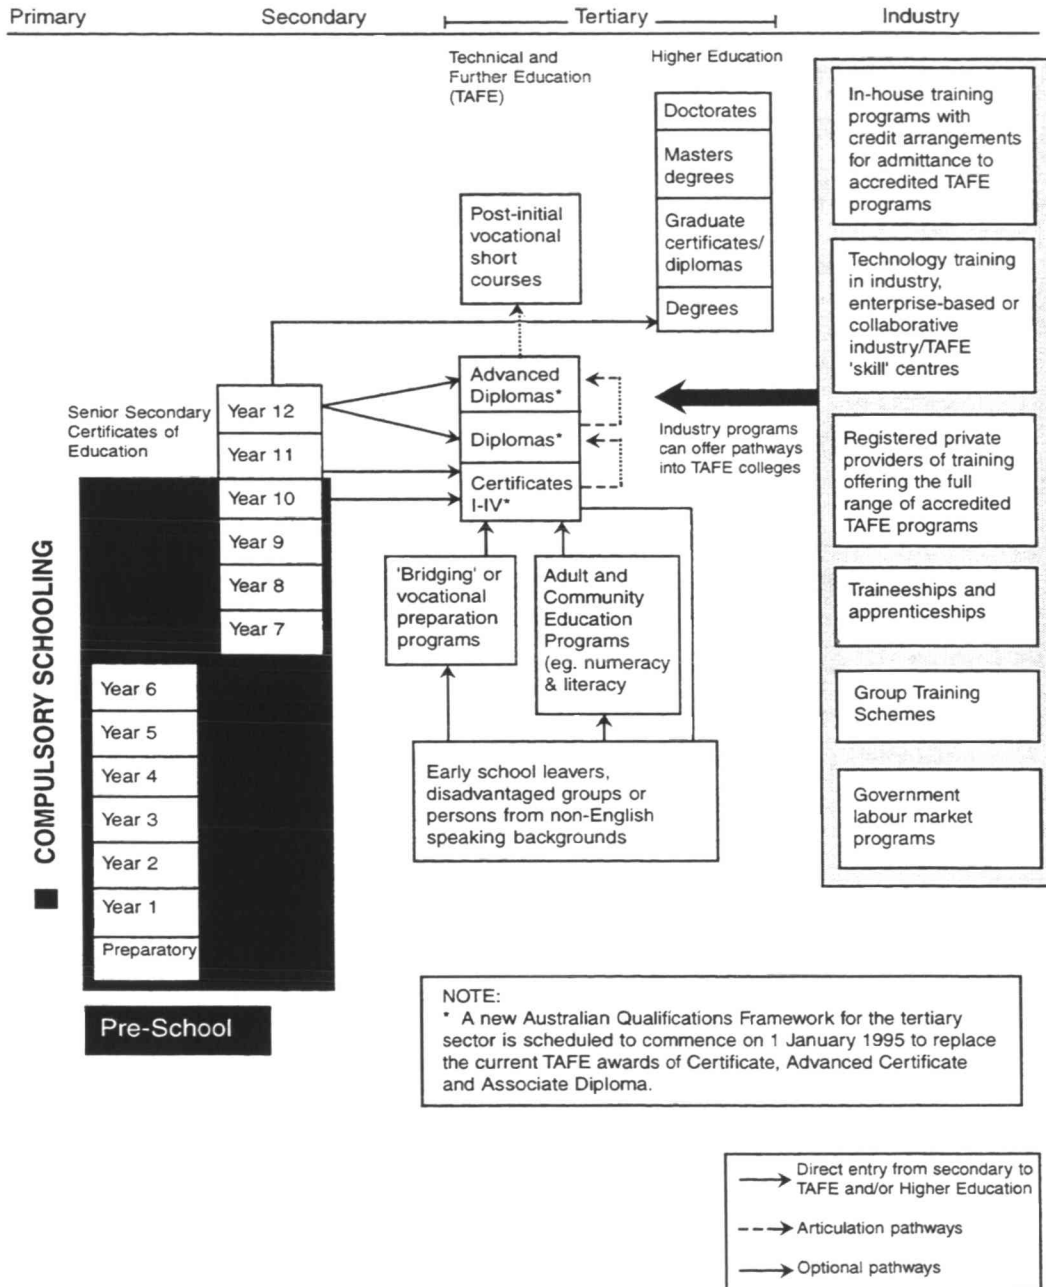 Primary
Secondary
Tertiary
Industry
Technical and
Further Education
(TAFE)
Higher Education
Doctorates
Masters
degrees
Graduate
certificates/
diplomas
Degrees
Post-initial
vocational
short
courses
Advanced
Diplomas*
Diplomas*
Certificates
I-IV*
Senior Secondary
Certificates of
Education
Year 12
Year 11
Year 10
Year 9
Year 8
Year 7
Year 6
Year 5
Year 4
Year 3
Year 2
Year 1
Preparatory
Pre-School
COMPULSORY SCHOOLING
'Bridging' or
vocational
preparation
programs
Adult and
Community
Education
Programs
(eg. numeracy
& literacy
Early school leavers,
disadvantaged groups or
persons from non-English
speaking backgrounds
Industry programs
can offer pathways
into TAFE colleges
In-house training
programs with
credit arrangements
for admittance to
accredited TAFE
programs
Technology training
in industry,
enterprise-based or
collaborative
industry/TAFE
'skill' centres
Registered private
providers of training
offering the full
range of accredited
TAFE programs
Traineeships and
apprenticeships
Group Training
Schemes
Government
labour market
programs
NOTE:
* A new Australian Qualifications Framework for the tertiary
sector is scheduled to commence on 1 January 1995 to replace
the current TAFE awards of Certificate, Advanced Certificate
and Associate Diploma.
Direct entry from secondary to
TAFE and/or Higher Education
Articulation pathways
Optional pathways